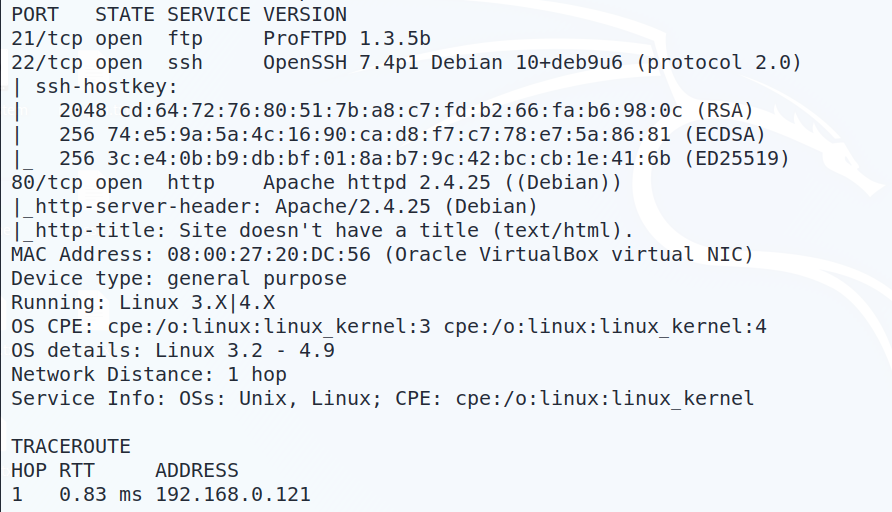 PORT   STATE SERVICE VERSION
21/tcp open  ftp     ProFTPD 1.3.5b
22/tcp open  ssh     OpenSSH 7.4p1 Debian 10+deb9u6 (protocol 2.0)
| ssh-hostkey:
|   2048 cd:64:72:76:80:51:7b:a8:c7:fd:b2:66:fa:b6:98:0c (RSA)
|   256 74:e5:9a:5a:4c:16:90:ca:d8:f7:c7:78:e7:5a:86:81 (ECDSA)
|_  256 3c:e4:0b:b9:db:bf:01:8a:b7:9c:42:bc:cb:1e:41:6b (ED25519)
80/tcp open  http    Apache httpd 2.4.25 ((Debian))
|_http-server-header: Apache/2.4.25 (Debian)
|_http-title: Site doesn't have a title (text/html).
MAC Address: 08:00:27:20:DC:56 (Oracle VirtualBox virtual NIC)
Device type: general purpose
Running: Linux 3.X|4.X
OS CPE: cpe:/o:linux:linux_kernel:3 cpe:/o:linux:linux_kernel:4
OS details: Linux 3.2 - 4.9
Network Distance: 1 hop
Service Info: OSs: Unix, Linux; CPE: cpe:/o:linux:linux_kernel
TRACEROUTE
HOP RTT     ADDRESS
1   0.83 ms 192.168.0.121